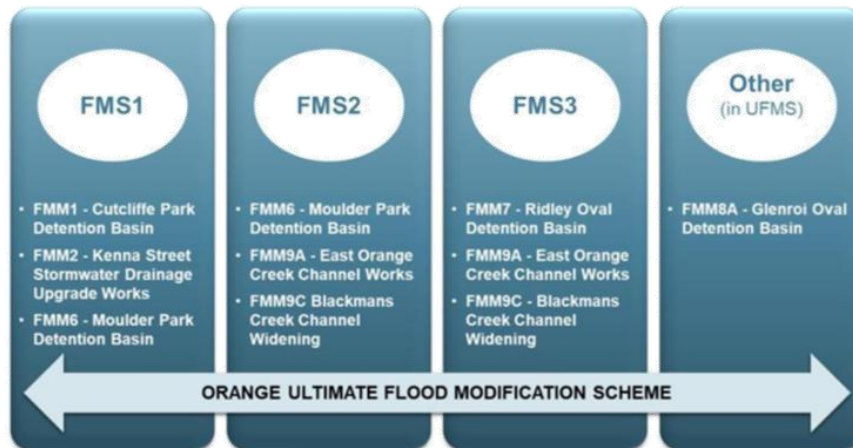 FMS1
• FMM1 - Cutcliffe Park
Detention Basin
• FMM2 - Kenna Street
Stormwater Drainage
Upgrade Works
• FMM6 - Moulder Park
Detention Basin
FMS2
• FMM6 - Moulder Park
Detention Basin
• FMM9A - East Orange
Creek Channel Works
• FMM9C Blackmans
Creek Channel
Widening
FMS3
• FMM7 - Ridley Oval
Detention Basin
• FMM9A - East Orange
Creek Channel Works
• FMM9C - Blackmans
Creek Channel
Widening
Other
(in UFMS)
• FMM8A - Glenroi Oval
Detention Basin
ORANGE ULTIMATE FLOOD MODIFICATION SCHEME